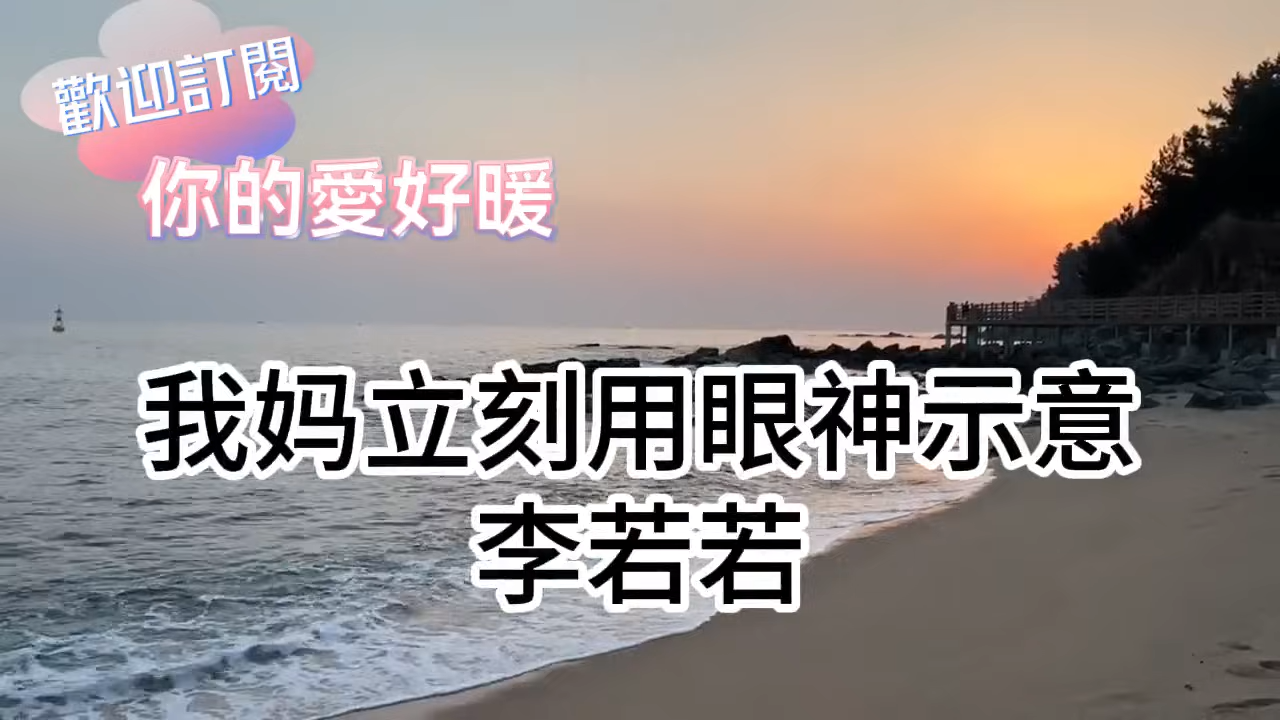 歡迎訂閱
你的愛好暖
我妈立刻用眼神示意
李若若